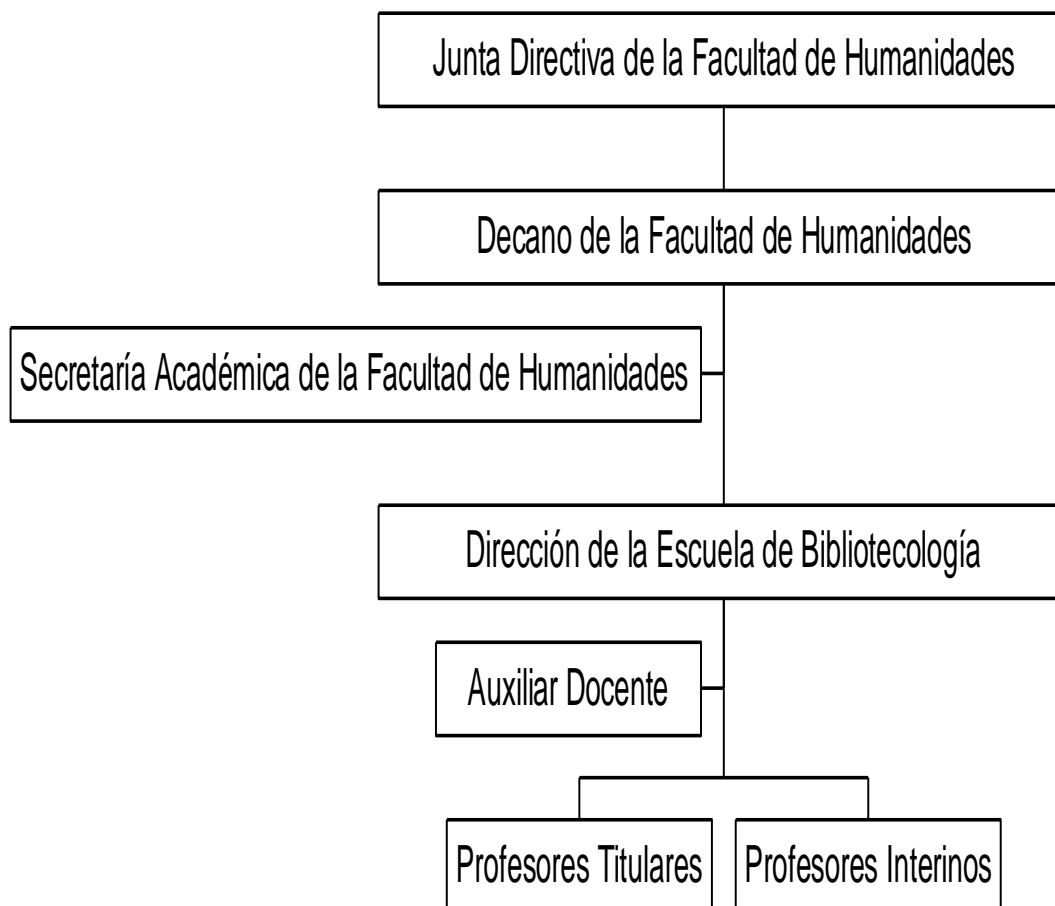 Junta Directiva de la Facultad de Humanidades
Decano de la Facultad de Humanidades
Secretaría Académica de la Facultad de Humanidades
Dirección de la Escuela de Bibliotecología
Auxiliar Docente
Profesores Titulares
Profesores Interinos